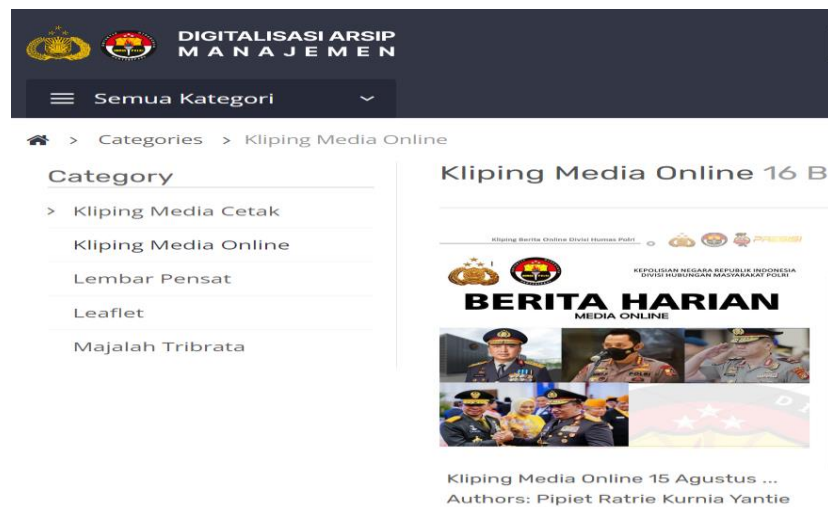 DIGITALISASI ARSIP
MANAJEMEN
Semua Kategori
> Categories > Kliping Media Online
Category
> Kliping Media Cetak
Kliping Media Online
Lembar Pensat
Leaflet
Majalah Tribrata
Kliping Media Online 16 B
Kliping Berita Online Divisi Humas Polri
KEPOLISIAN NEGARA REPUBLIK INDONESIA
DIVISI HUBUNGAN MASYARAKAT POLRI
BERITA HARIAN
MEDIA ONLINE
Kliping Media Online 15 Agustus ...
Authors: Pipiet Ratrie Kurnia Yantie